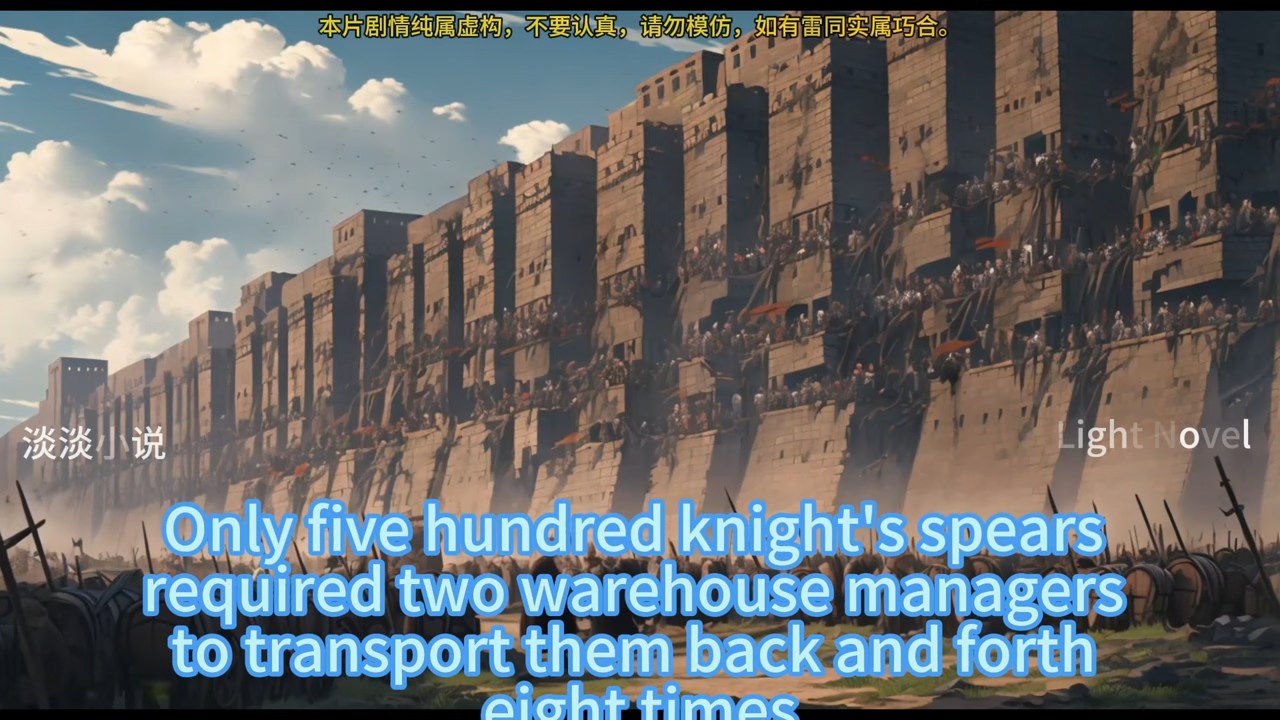 本片剧情纯属虚构，不要认真，请勿模仿，如有雷同实属巧合。
淡淡小说
Light Novel
Only five hundred knight's spears
required two warehouse managers
to transport them back and forth
eight times